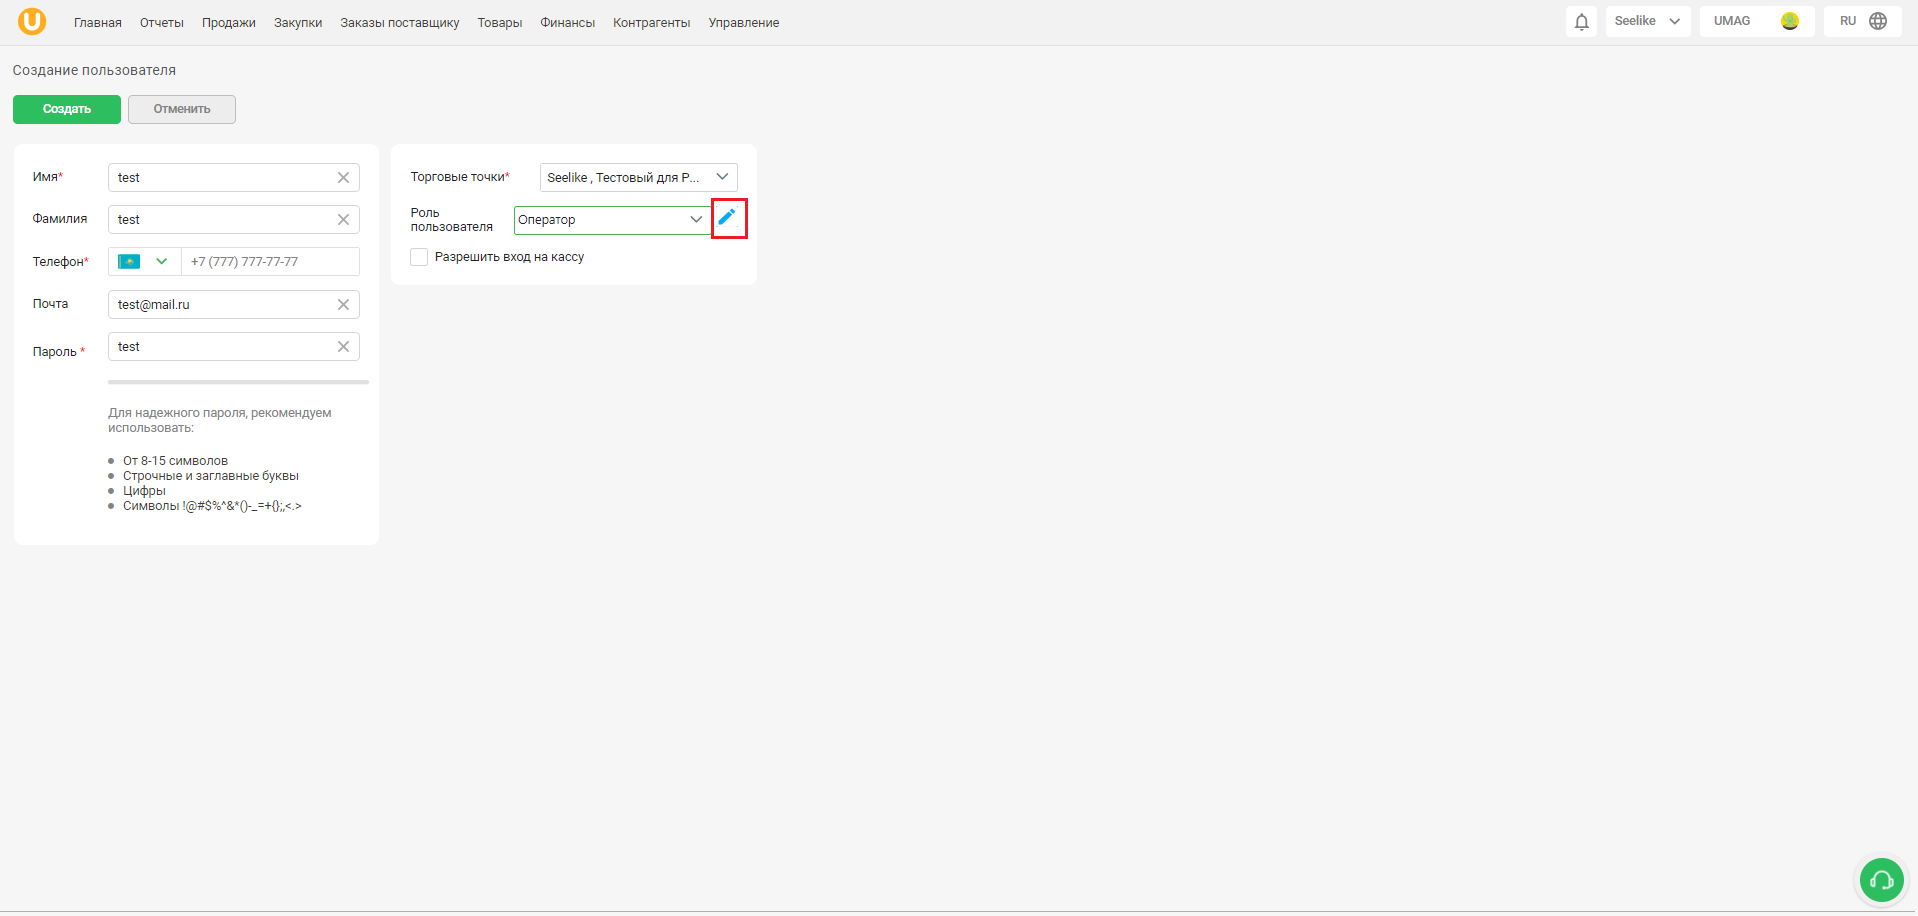 Главная Отчеты Продажи Закупки Заказы поставщику Товары Финансы Контрагенты Управление Seelike UMAG RU
Создание пользователя
Создать Отменить
Имя* test
Фамилия test
Телефон* +7 (777) 777-77-77
Почта test@mail.ru
Пароль * test
Для надежного пароля, рекомендуем
использовать:
От 8-15 символов
Строчные и заглавные буквы
Цифры
Символы !@#$%^&*()-_=+{};,<.>
Торговые точки* Seelike , Тестовый для Р...
Роль
пользователя
Оператор
Разрешить вход на кассу